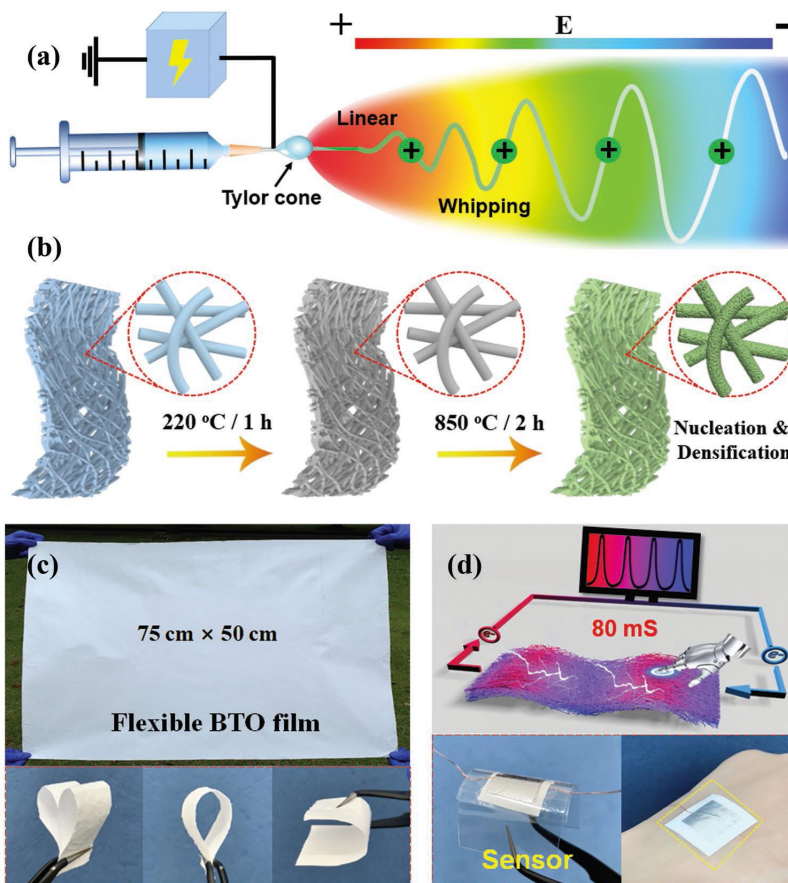 (a)
+
E
-
Linear
+
+
+
+
Tylor cone
Whipping
(b)
220 °C / 1 h
850 °C / 2 h
Nucleation &
Densification
(c)
75 cm × 50 cm
Flexible BTO film
(d)
80 mS
e-
e-
Sensor